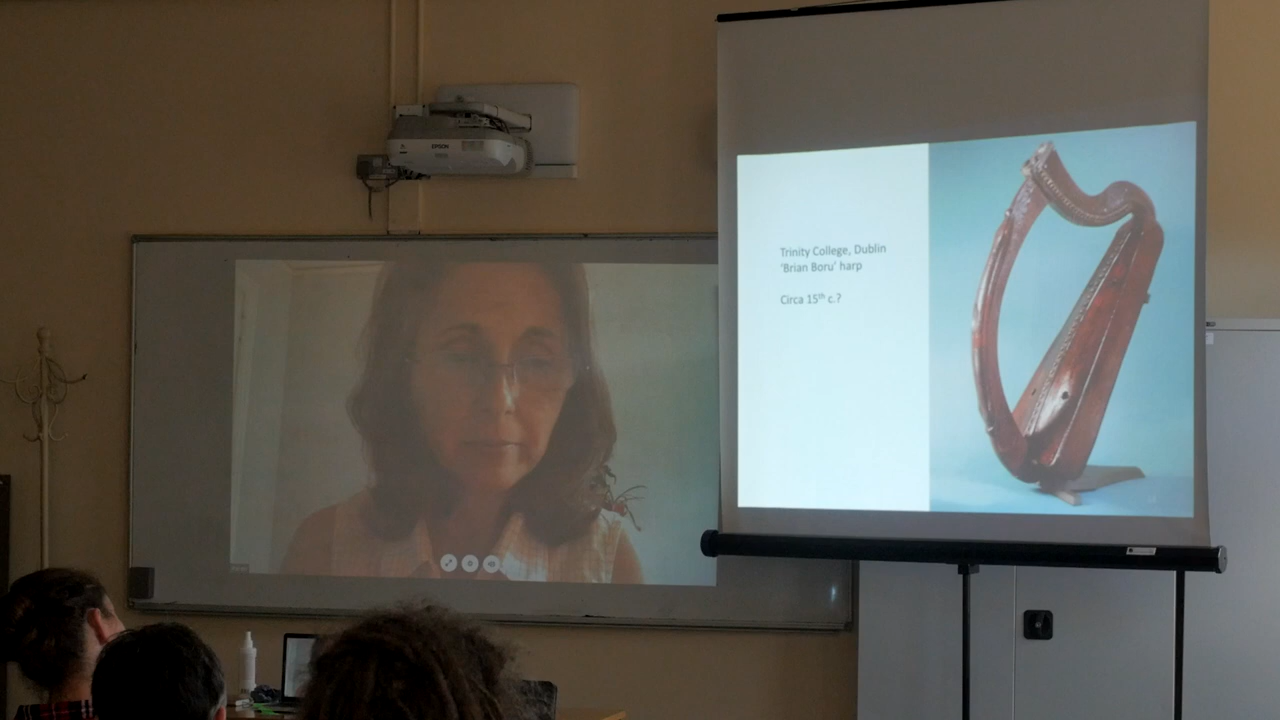 EPSON
Trinity College, Dublin
'Brian Boru' harp
Circa 15th c.?